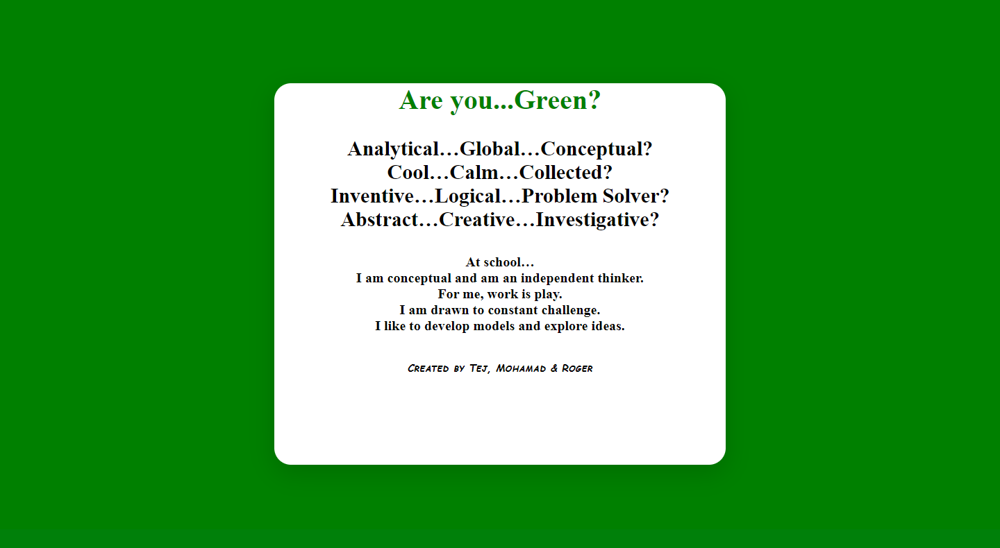 Are you...Green?
Analytical…Global…Conceptual?
Cool…Calm…Collected?
Inventive…Logical…Problem Solver?
Abstract…Creative…Investigative?
At school…
I am conceptual and am an independent thinker.
For me, work is play.
I am drawn to constant challenge.
I like to develop models and explore ideas.
Created by Tej, Mohamad & Roger